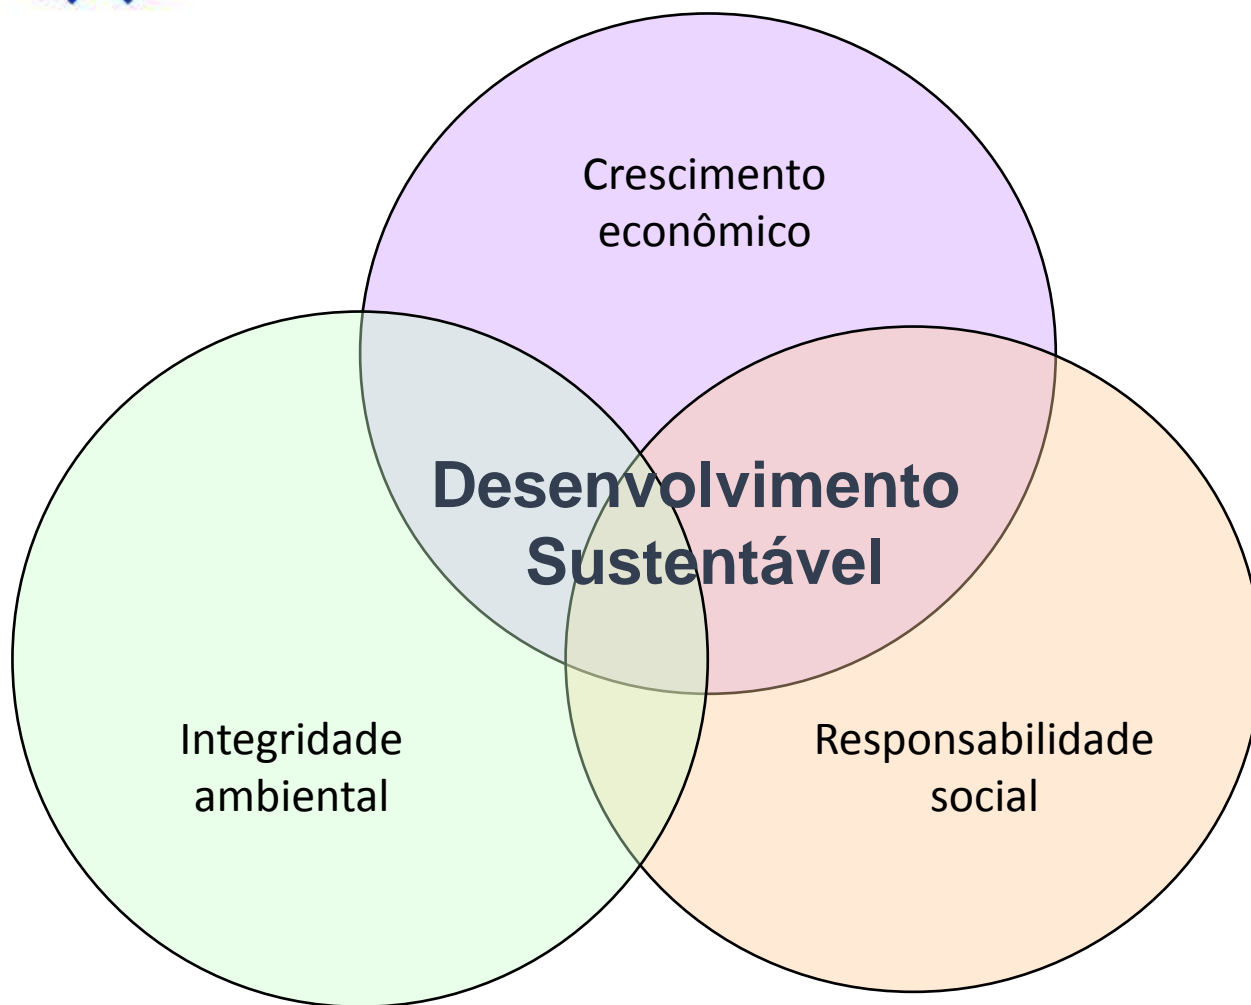 Crescimento
econômico
Desenvolvimento
Sustentável
Integridade
ambiental
Responsabilidade
social